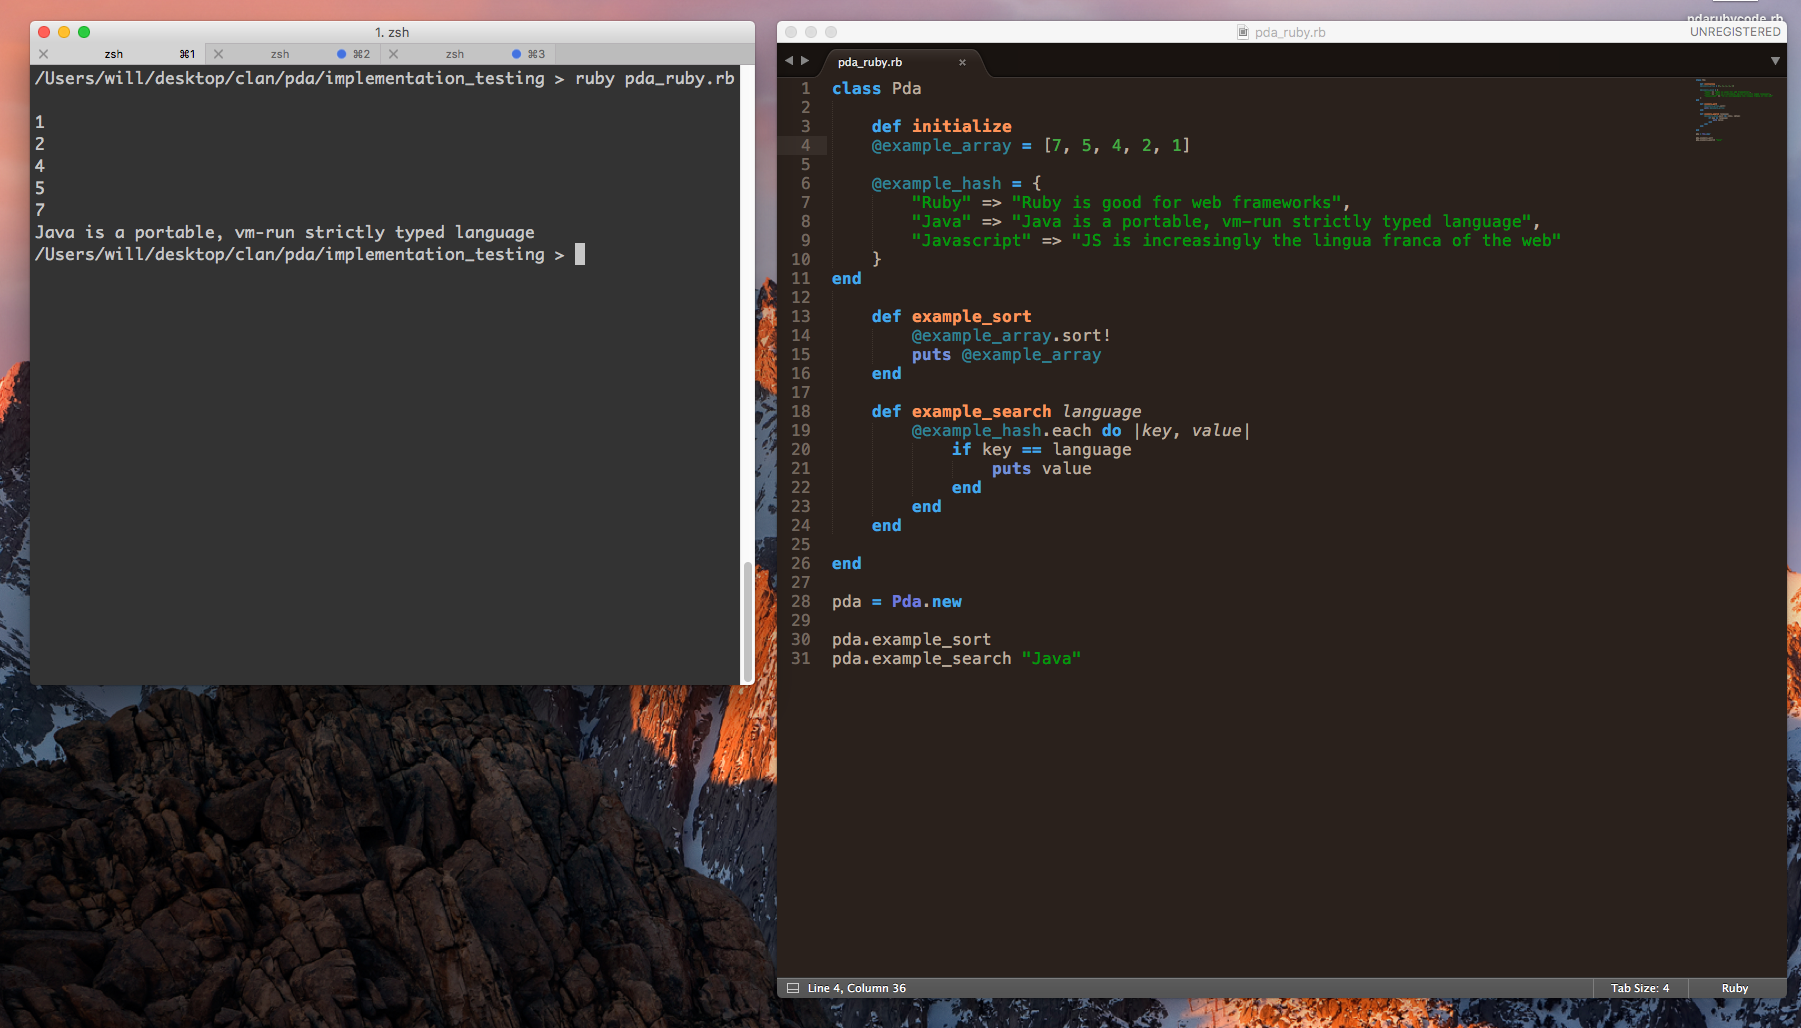 1. zsh
zsh ⌘1 zsh ⌘2 zsh ⌘3
/Users/will/desktop/clan/pda/implementation_testing > ruby pda_ruby.rb
1
2
4
5
7
Java is a portable, vm-run strictly typed language
/Users/will/desktop/clan/pda/implementation_testing >
pdarubycode.rb
pda_ruby.rb
UNREGISTERED
pda_ruby.rb
1 class Pda
2
3 def initialize
4 @example_array = [7, 5, 4, 2, 1]
5
6 @example_hash = {
7 "Ruby" => "Ruby is good for web frameworks",
8 "Java" => "Java is a portable, vm-run strictly typed language",
9 "Javascript" => "JS is increasingly the lingua franca of the web"
10 }
11 end
12
13 def example_sort
14 @example_array.sort!
15 puts @example_array
16 end
17
18 def example_search language
19 @example_hash.each do |key, value|
20 if key == language
21 puts value
22 end
23 end
24 end
25
26 end
27
28 pda = Pda.new
29
30 pda.example_sort
31 pda.example_search "Java"
Line 4, Column 36
Tab Size: 4
Ruby